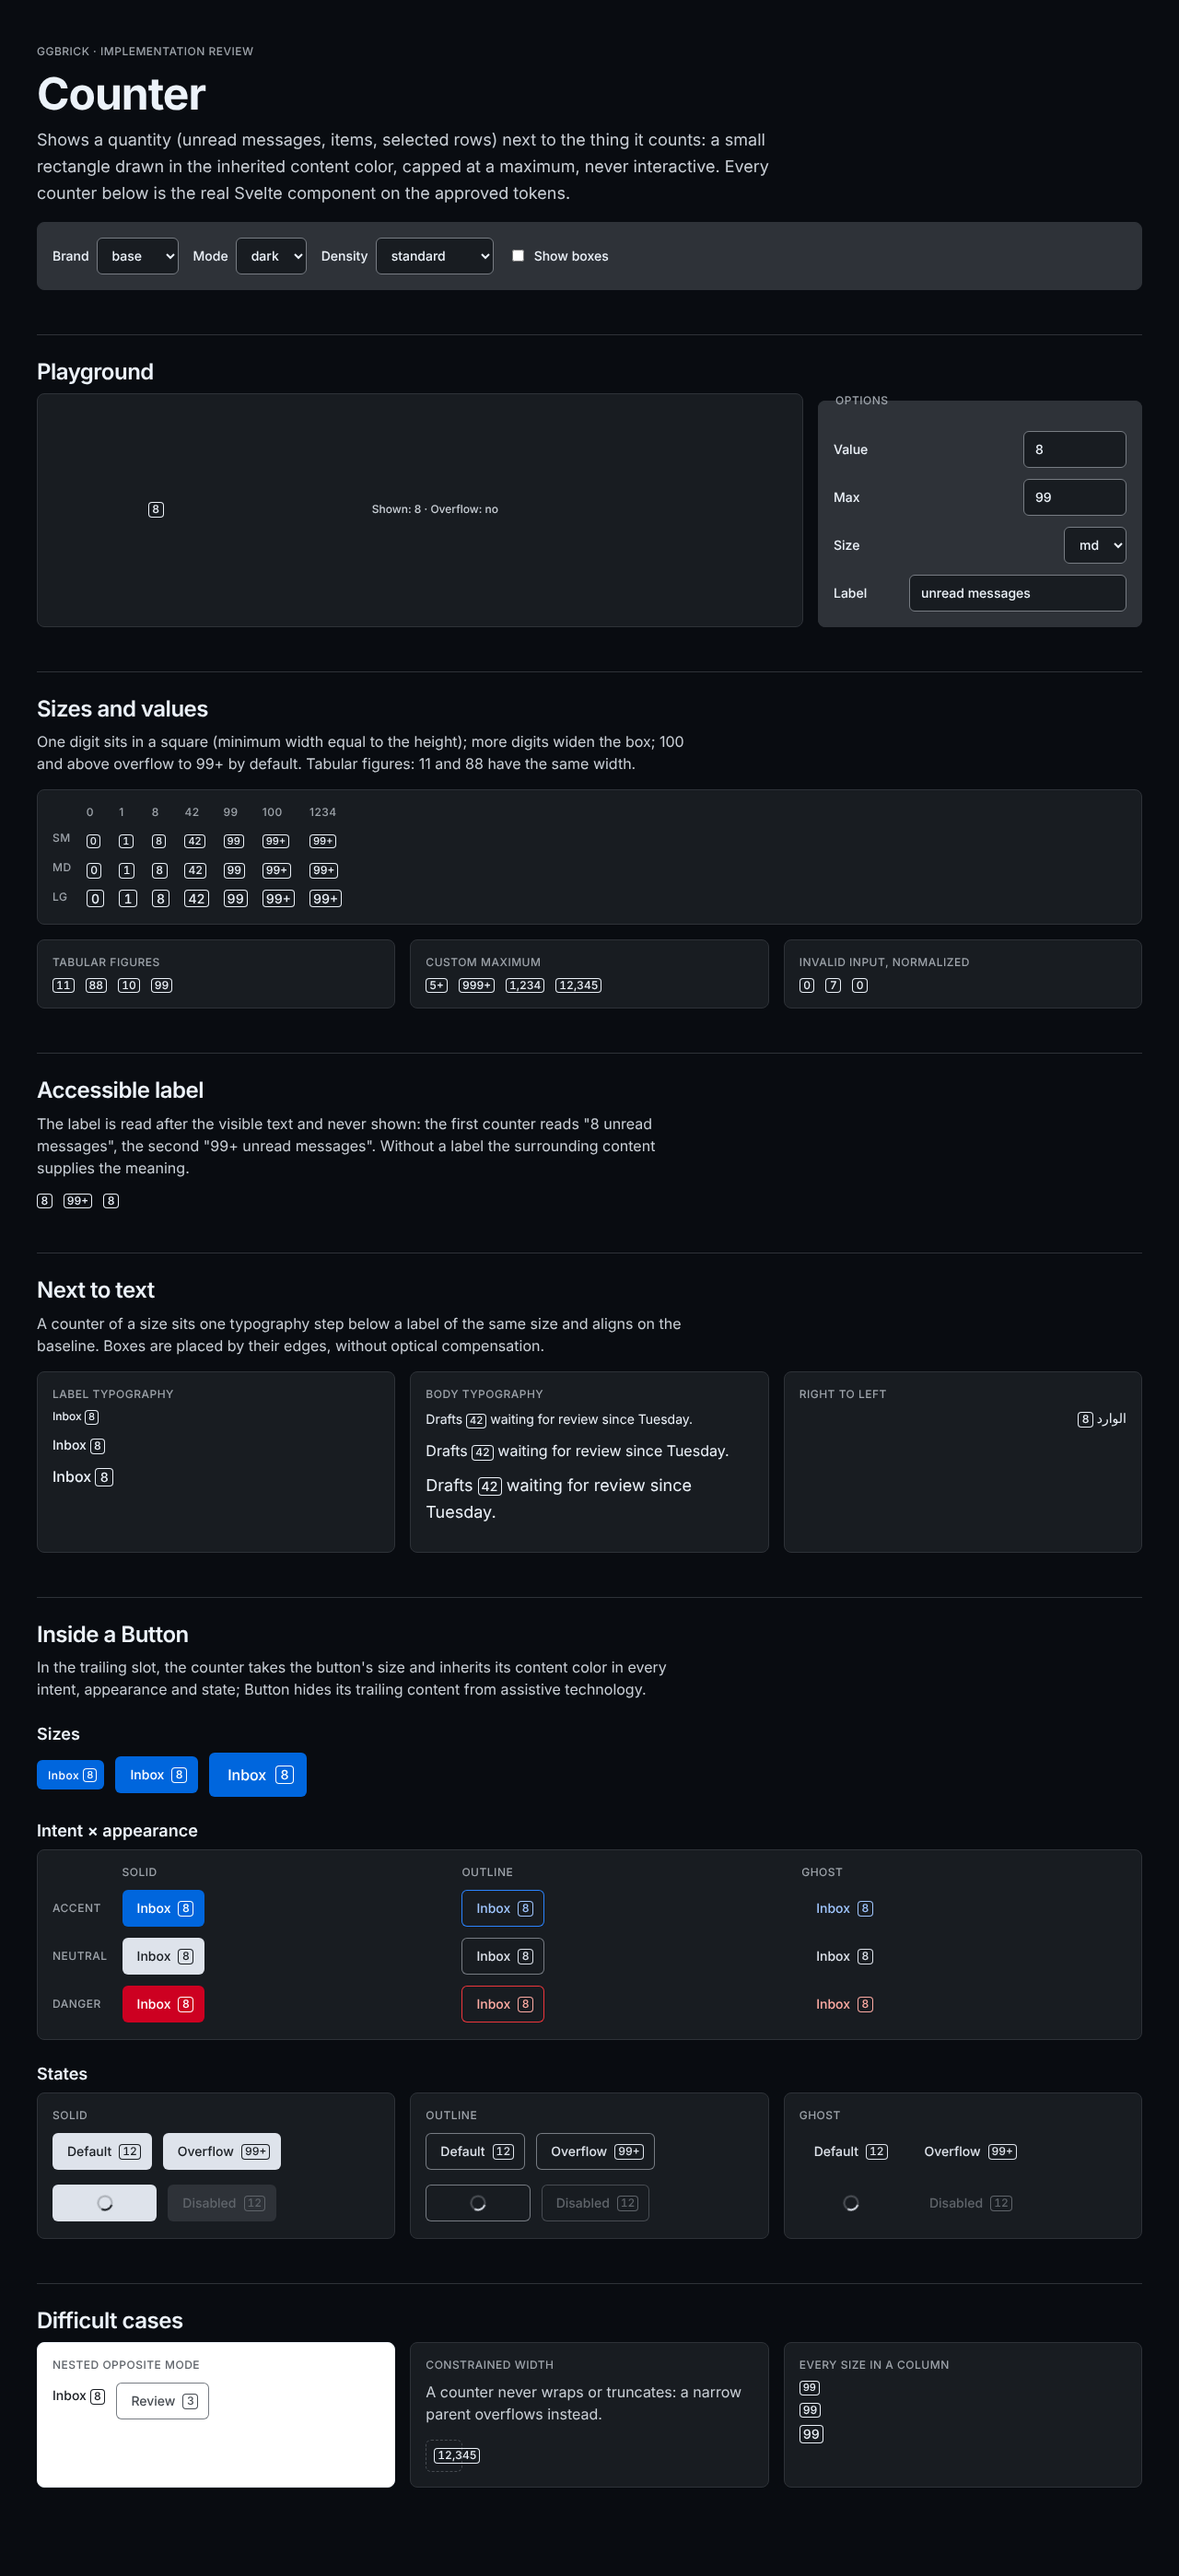 GGBRICK · IMPLEMENTATION REVIEW
Counter
Shows a quantity (unread messages, items, selected rows) next to the thing it counts: a small
rectangle drawn in the inherited content color, capped at a maximum, never interactive. Every
counter below is the real Svelte component on the approved tokens.
Brand base Mode dark Density standard Show boxes
Playground
8 Shown: 8 · Overflow: no
OPTIONS
Value 8
Max 99
Size md
Label unread messages
Sizes and values
One digit sits in a square (minimum width equal to the height); more digits widen the box; 100
and above overflow to 99+ by default. Tabular figures: 11 and 88 have the same width.
0 1 8 42 99 100 1234
SM 0 1 8 42 99 99+ 99+
MD 0 1 8 42 99 99+ 99+
LG 0 1 8 42 99 99+ 99+
TABULAR FIGURES
11 88 10 99
CUSTOM MAXIMUM
5+ 999+ 1,234 12,345
INVALID INPUT, NORMALIZED
0 7 0
Accessible label
The label is read after the visible text and never shown: the first counter reads "8 unread
messages", the second "99+ unread messages". Without a label the surrounding content
supplies the meaning.
8 99+ 8
Next to text
A counter of a size sits one typography step below a label of the same size and aligns on the
baseline. Boxes are placed by their edges, without optical compensation.
LABEL TYPOGRAPHY
Inbox 8
Inbox 8
Inbox 8
BODY TYPOGRAPHY
Drafts 42 waiting for review since Tuesday.
Drafts 42 waiting for review since Tuesday.
Drafts 42 waiting for review since
Tuesday.
RIGHT TO LEFT
الوارد 8
Inside a Button
In the trailing slot, the counter takes the button's size and inherits its content color in every
intent, appearance and state; Button hides its trailing content from assistive technology.
Sizes
Inbox 8 Inbox 8 Inbox 8
Intent × appearance
SOLID OUTLINE GHOST
ACCENT Inbox 8 Inbox 8 Inbox 8
NEUTRAL Inbox 8 Inbox 8 Inbox 8
DANGER Inbox 8 Inbox 8 Inbox 8
States
SOLID
Default 12 Overflow 99+
Disabled 12
OUTLINE
Default 12 Overflow 99+
Disabled 12
GHOST
Default 12 Overflow 99+
Disabled 12
Difficult cases
NESTED OPPOSITE MODE
Inbox 8 Review 3
CONSTRAINED WIDTH
A counter never wraps or truncates: a narrow
parent overflows instead.
12,345
EVERY SIZE IN A COLUMN
99
99
99